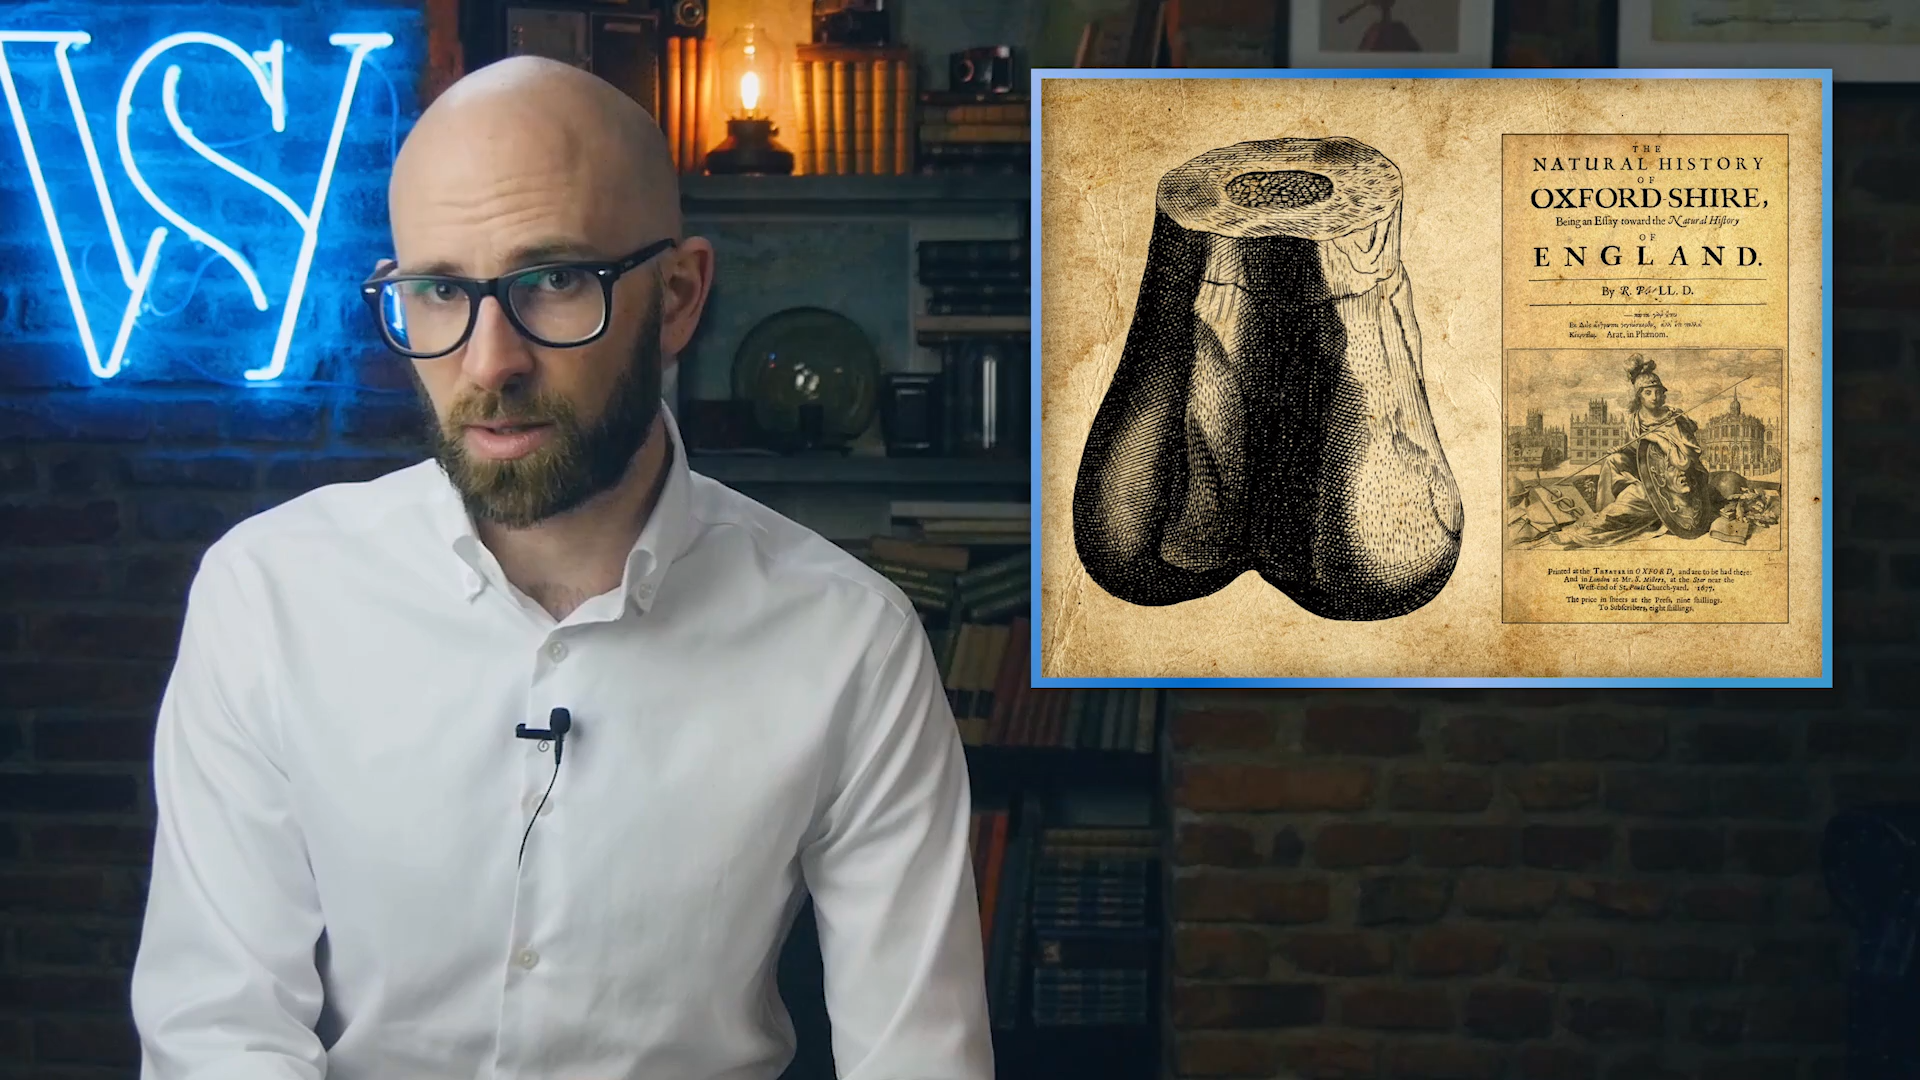 WS
THE
NATURAL HISTORY
OF
OXFORD-SHIRE,
Being an Essay toward the Natural History
OF
ENGLAND.
By R. P. LL. D.
Arat. in Phænom.
Printed at the THEATER in OXFORD, and are to be had there:
And in London at Mr. S. Millers, at the Star near the
West-end of St. Pauls Church-yard. 1677.
The price in sheets at the Press, nine shillings.
To Subscribers, eight shillings.